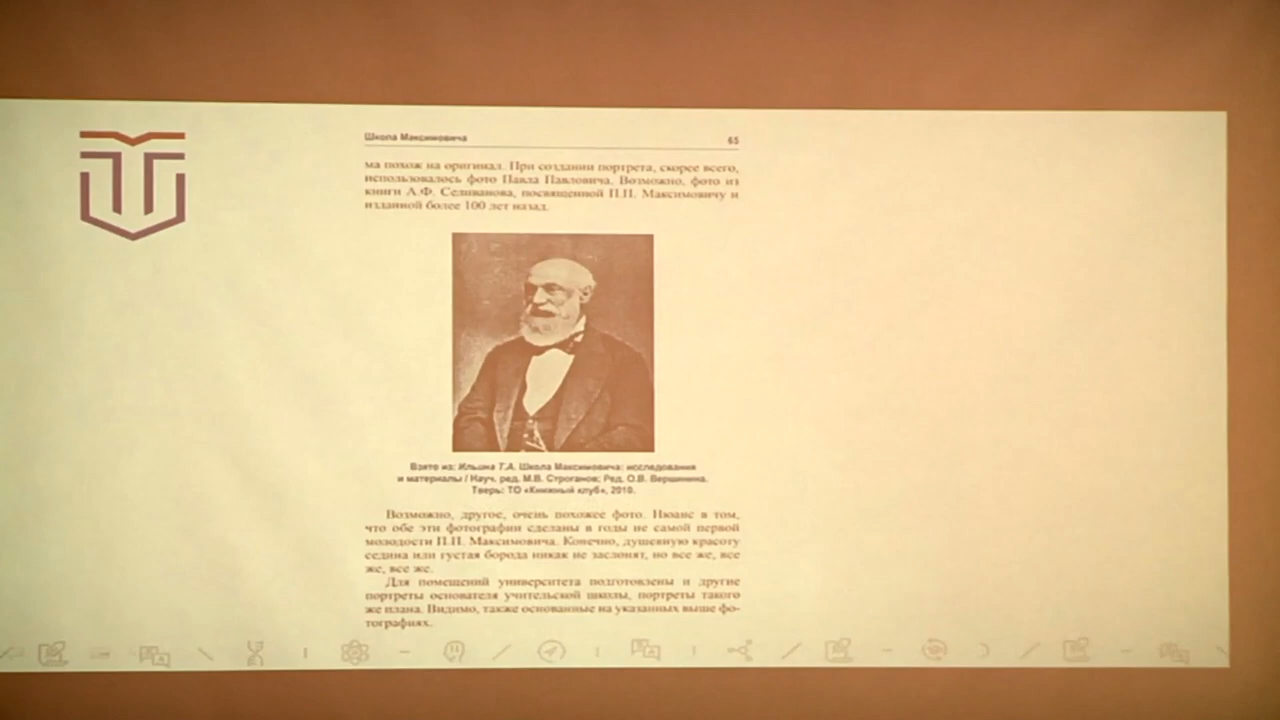 Школа Максимовича
65
ма похож на оригинал. При создании портрета, скорее всего,
использовалось фото Павла Павловича. Возможно, фото из
книги А.Ф. Селиванова, посвященной П.П. Максимовичу и
изданной более 100 лет назад.
Взято из: Ильина Т.А. Школа Максимовича: исследования
и материалы / Науч. ред. М.В. Строганов; Ред. О.В. Вершинина.
Тверь: ТО «Книжный клуб», 2010.
Возможно, другое, очень похожее фото. Нюанс в том,
что обе эти фотографии сделаны в годы не самой первой
молодости П.П. Максимовича. Конечно, душевную красоту
седина или густая борода никак не заслонят, но все же, все
же, все же.
Для помещений университета подготовлены и другие
портреты основателя учительской школы, портреты такого
же плана. Видимо, также основанные на указанных выше фо-
тографиях.